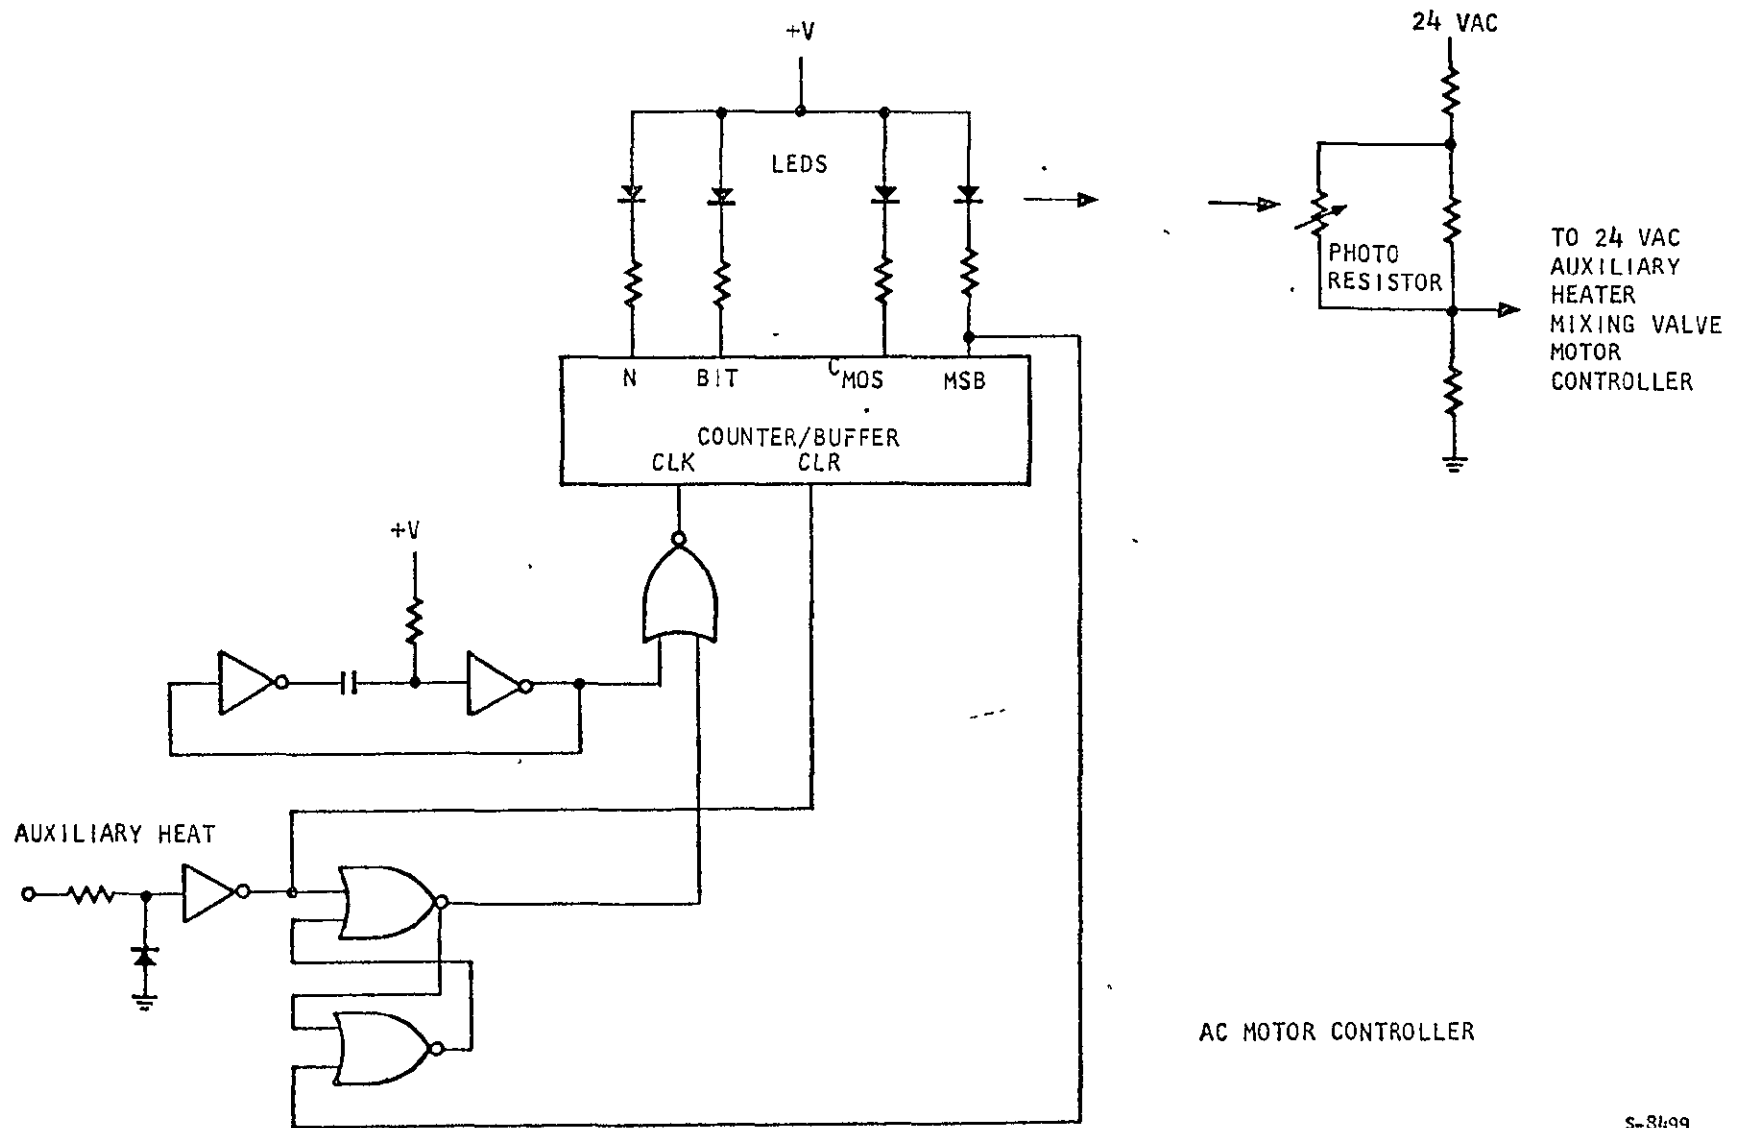 +V
24 VAC
LEDS
PHOTO
RESISTOR
TO 24 VAC
AUXILIARY
HEATER
MIXING VALVE
MOTOR
CONTROLLER
N BIT CMOS MSB
COUNTER/BUFFER
CLK CLR
+V
AUXILIARY HEAT
AC MOTOR CONTROLLER
S-8499